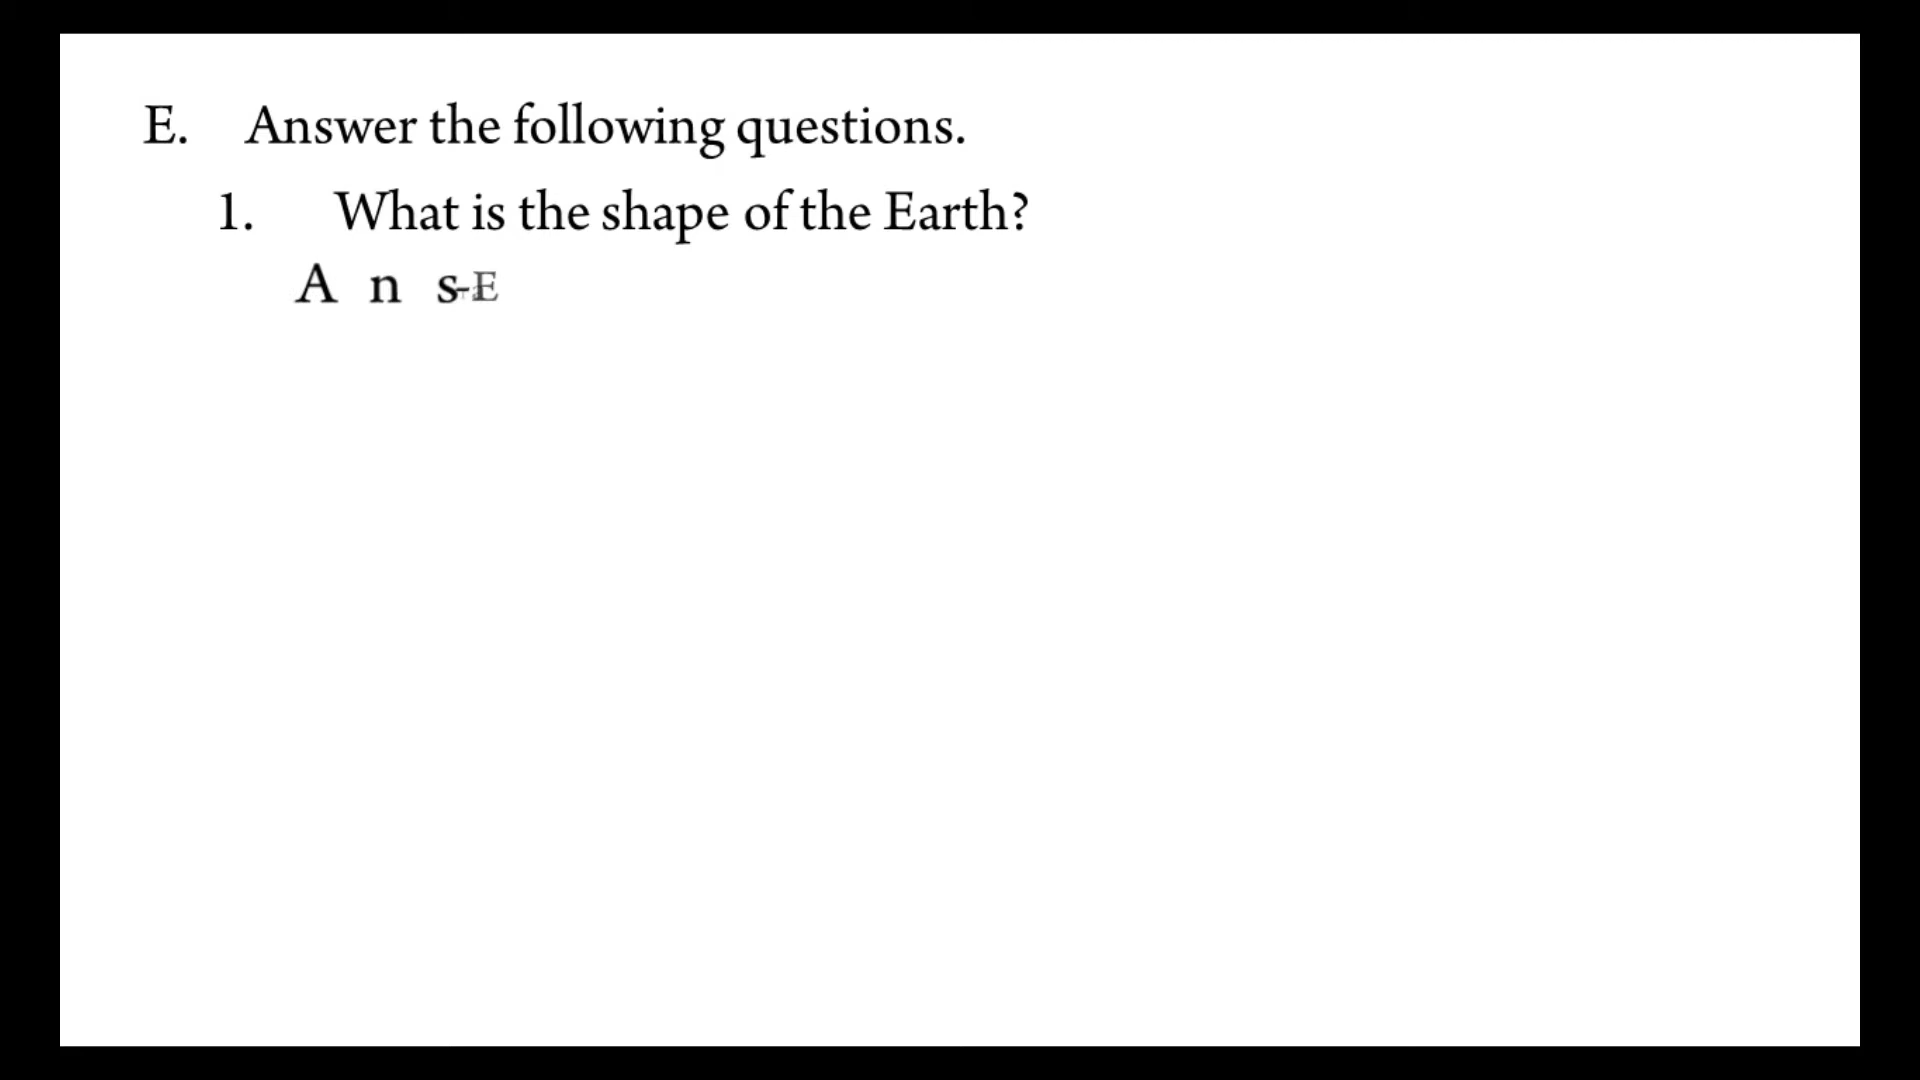 E. Answer the following questions.
1. What is the shape of the Earth?
A n s-E